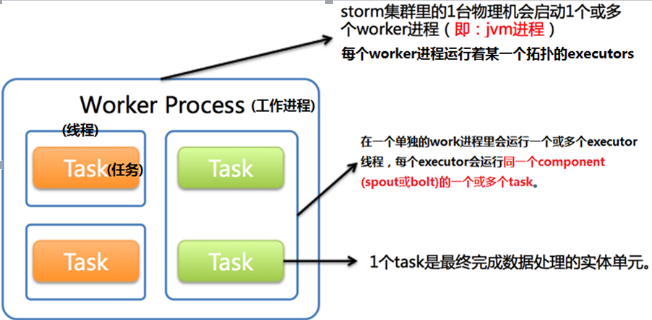 storm集群里的1台物理机会启动1个或多
个worker进程（即：jvm进程）
每个worker进程运行着某一个拓扑的executors
Worker Process (工作进程)
(线程)
Task (任务)
Task
Task
Task
在一个单独的work进程里会运行一个或多个executor
线程，每个executor会运行同一个component
(spout或bolt)的一个或多个task。
1个task是最终完成数据处理的实体单元。